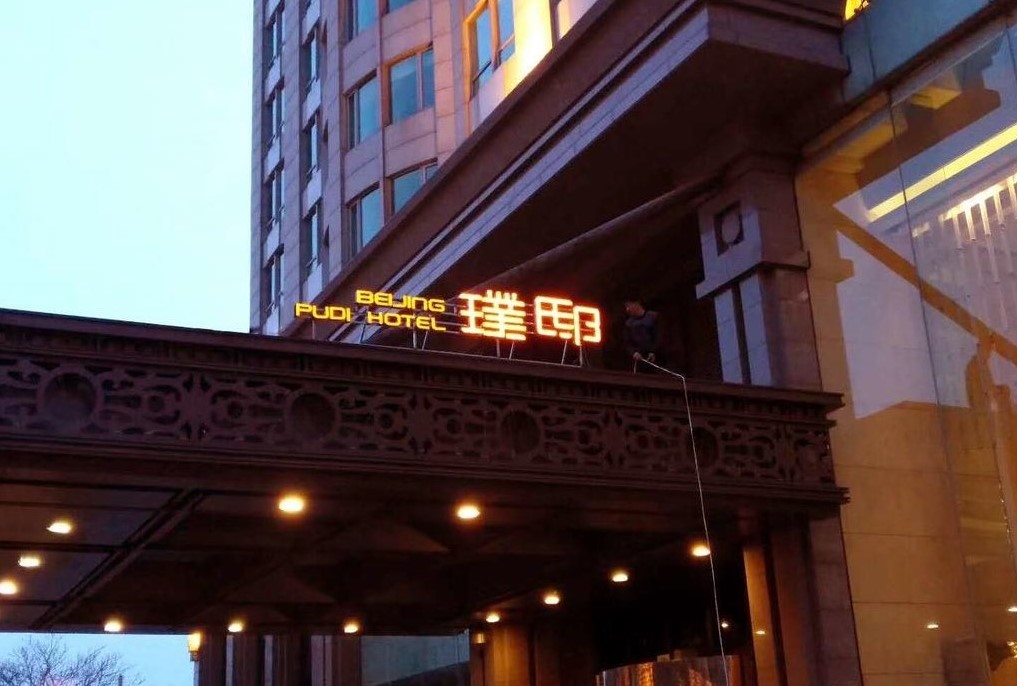 BEIJING
PUDI HOTEL
璞邸